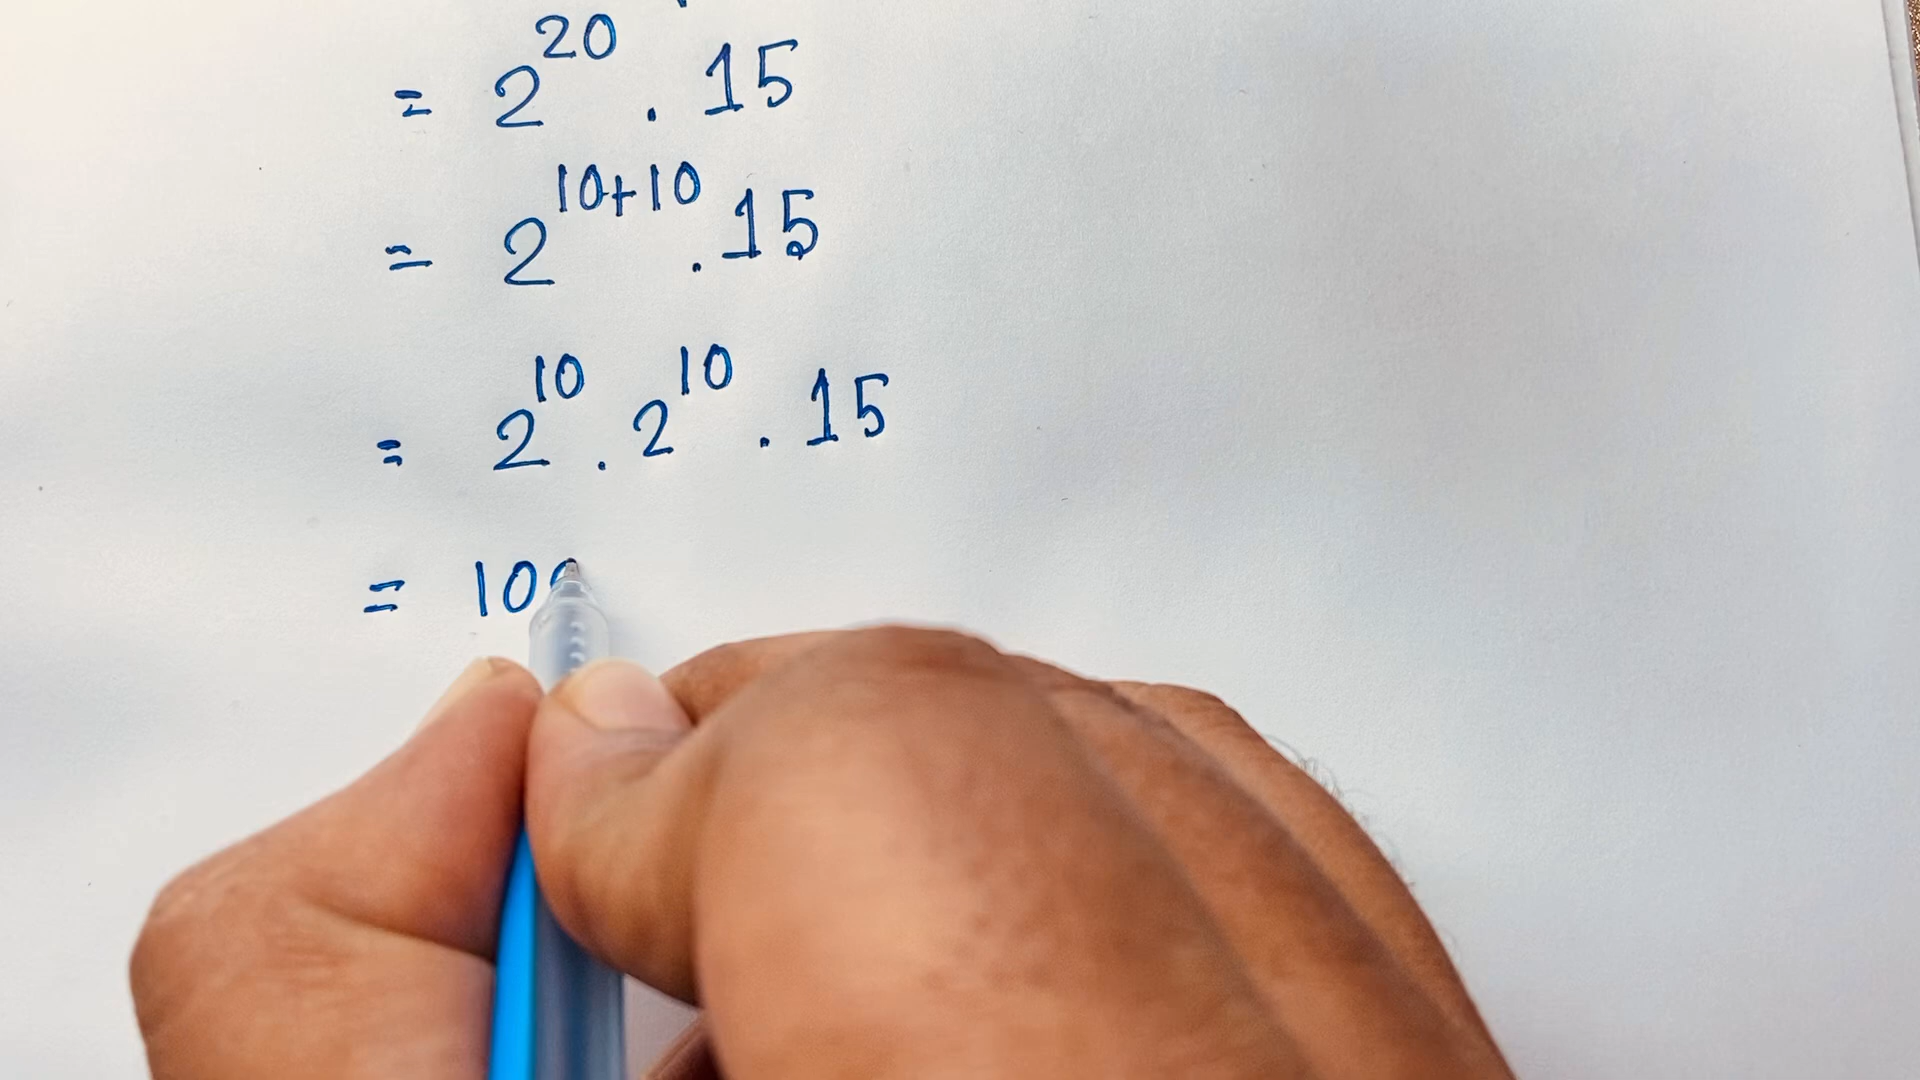 = 2^20 . 15
= 2^10+10 . 15
= 2^10 . 2^10 . 15
= 10